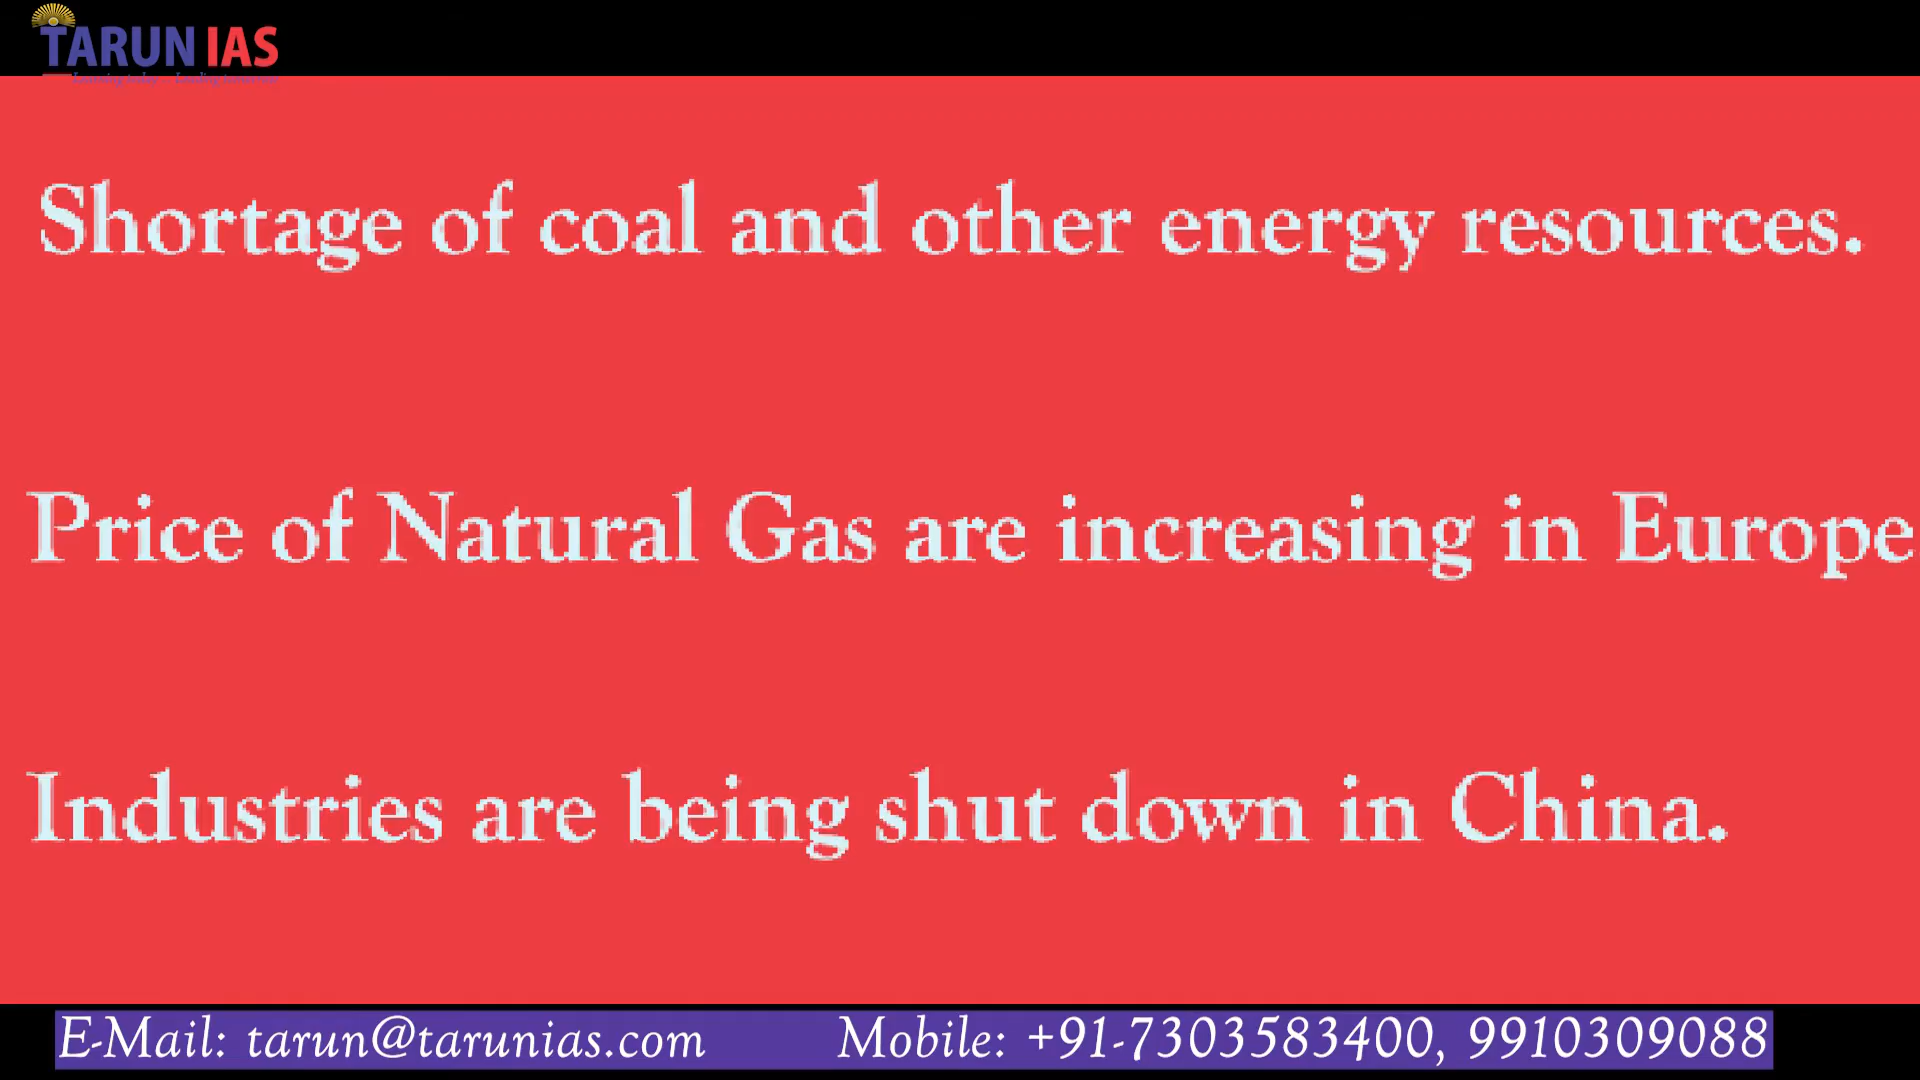 TARUN IAS
Shortage of coal and other energy resources.
Price of Natural Gas are increasing in Europe
Industries are being shut down in China.
E-Mail: tarun@tarunias.com Mobile: +91-7303583400, 9910309088